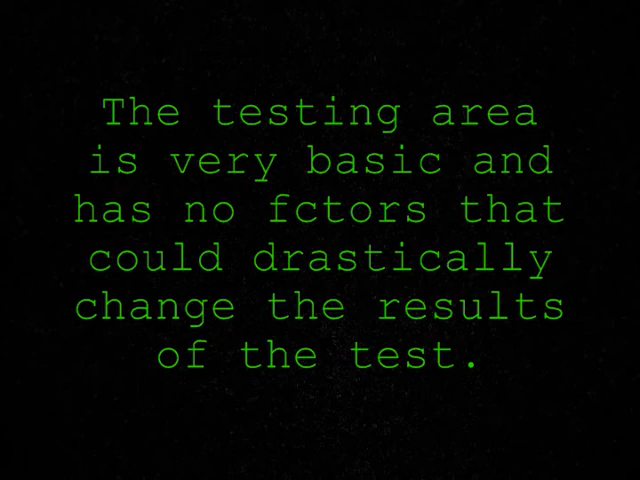 The testing area
is very basic and
has no fctors that
could drastically
change the results
of the test.